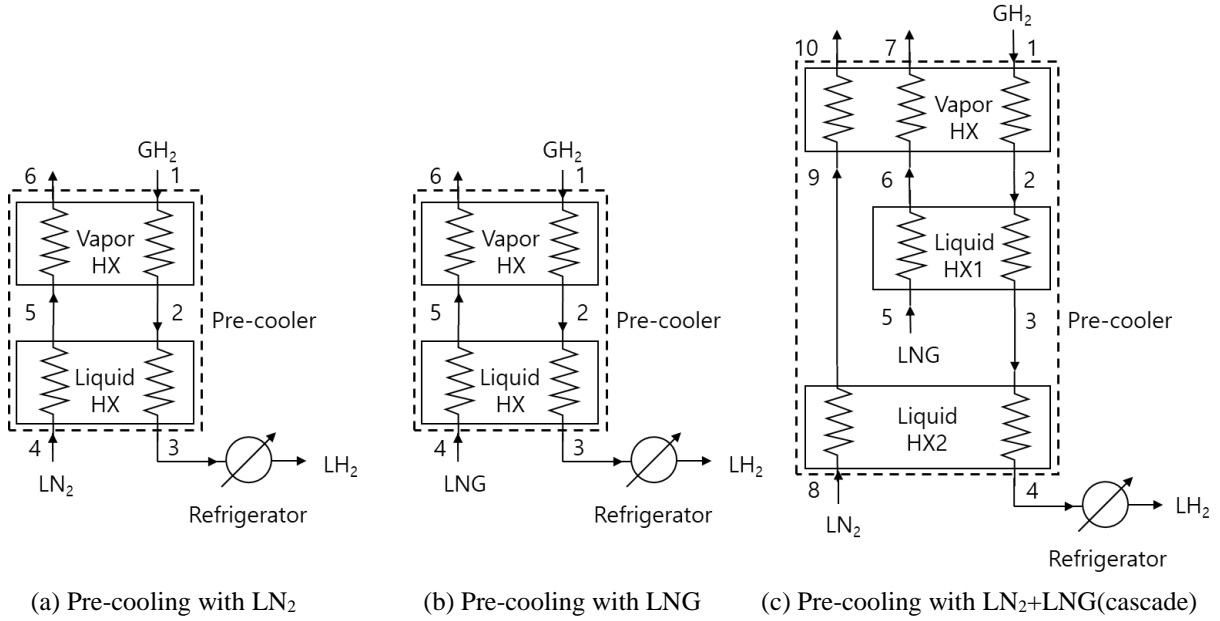 GH₂
6
1
Vapor
HX
5
2
Pre-cooler
Liquid
HX
4
3
LN₂
LH₂
Refrigerator
(a) Pre-cooling with LN₂
GH₂
6
1
Vapor
HX
5
2
Pre-cooler
Liquid
HX
4
3
LNG
LH₂
Refrigerator
(b) Pre-cooling with LNG
GH₂
10
7
1
Vapor
HX
9
6
2
Liquid
HX1
5
3
Pre-cooler
LNG
Liquid
HX2
8
4
LN₂
LH₂
Refrigerator
(c) Pre-cooling with LN₂+LNG(cascade)